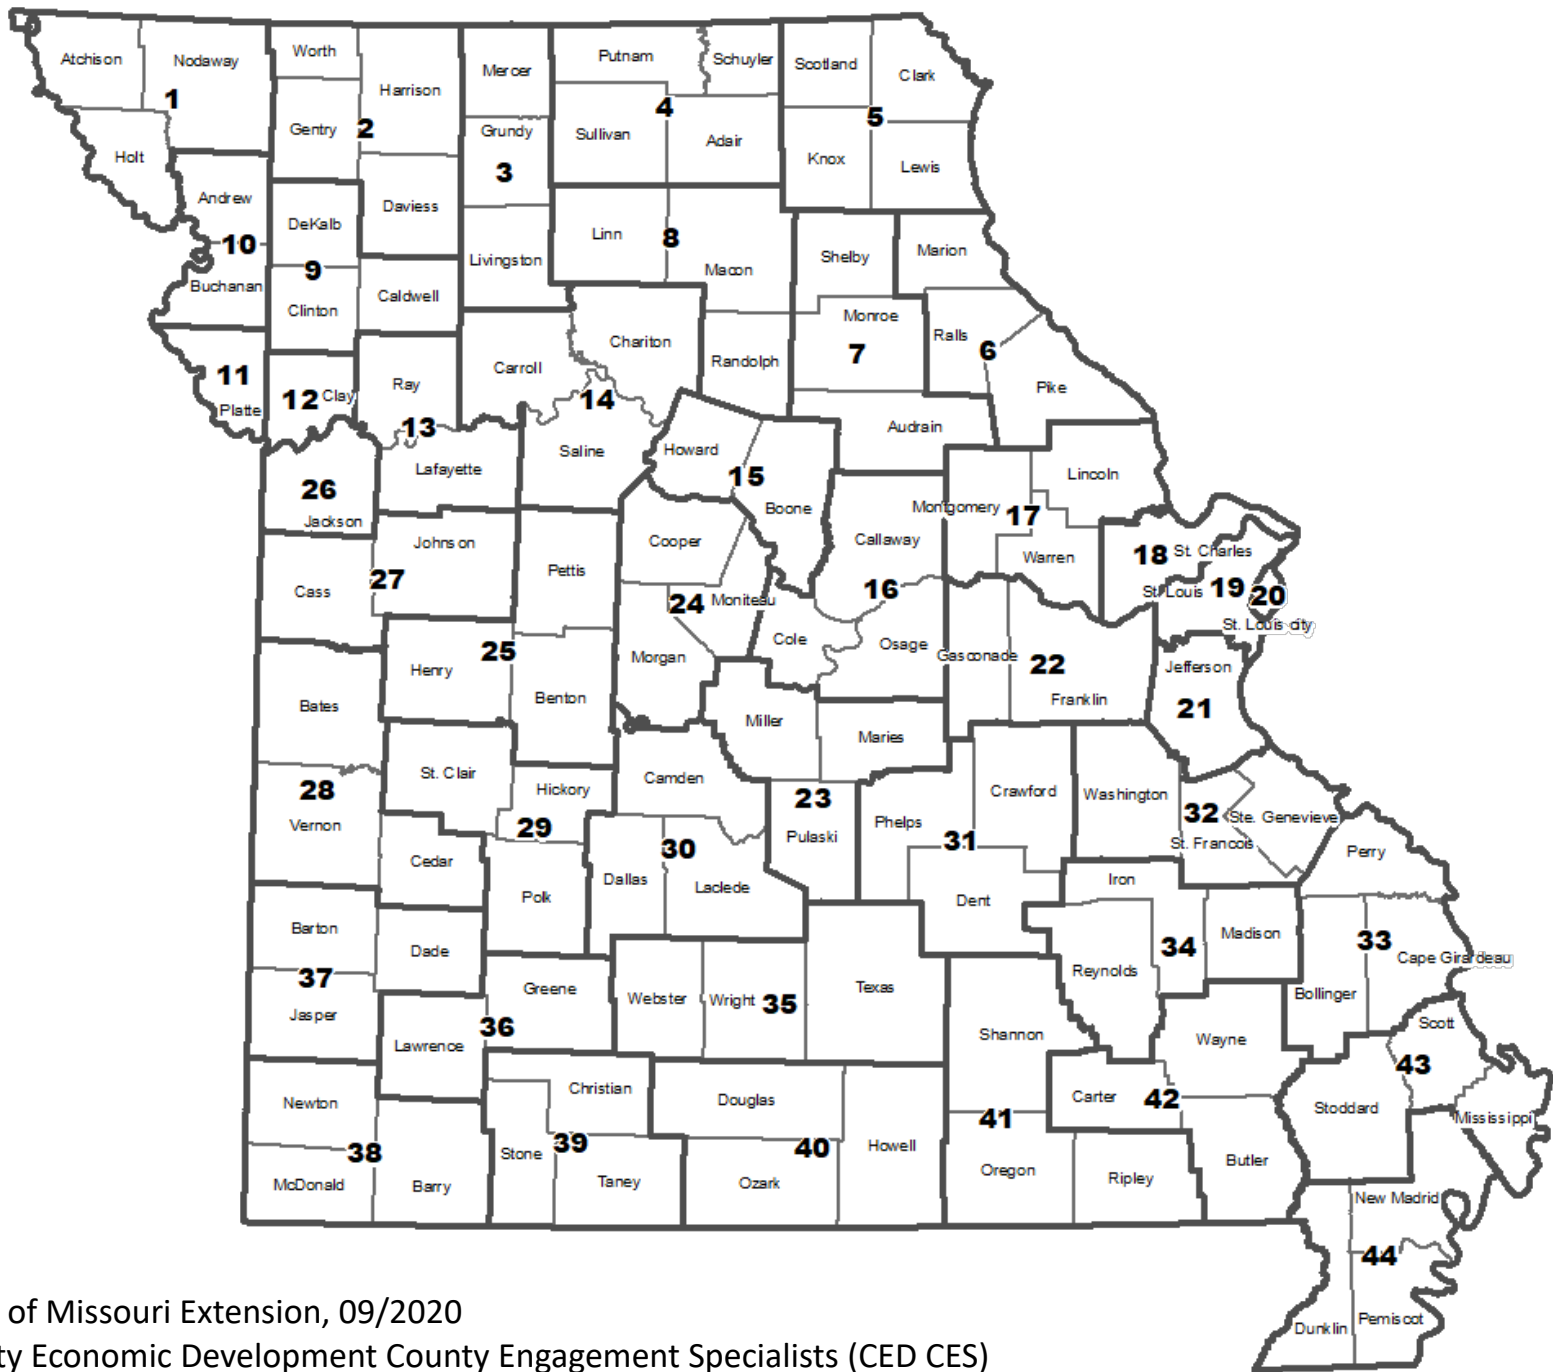 Atchison
Nodaway
Worth
Harrison
Mercer
Putnam
Schuyler
Scotland
Clark
1
Gentry
2
Grundy
3
Sullivan
4
Adair
5
Knox
Lewis
Holt
Andrew
DeKalb
Daviess
Linn
8
Macon
Shelby
Marion
10
9
Livingston
Buchanan
Clinton
Caldwell
Monroe
Ralls
Chariton
Randolph
7
6
11
Platte
12
Clay
Ray
Carroll
14
Pike
13
Audrain
Lafayette
Saline
Howard
15
Boone
Lincoln
26
Jackson
Montgomery
17
Johnson
Cooper
Callaway
Warren
18
St. Charles
Cass
27
Pettis
24
Moniteau
16
St. Louis
19
20
St. Louis city
Henry
25
Morgan
Cole
Osage
Gasconade
22
Franklin
Jefferson
21
Bates
Benton
Miller
Maries
28
Vernon
St. Clair
Hickory
29
Camden
23
Pulaski
Phelps
Crawford
Washington
32
Ste. Genevieve
St. Francois
Cedar
Polk
Dallas
30
Laclede
31
Dent
Iron
Perry
Barton
Dade
Madison
34
33
Cape Girardeau
Reynolds
Bollinger
37
Jasper
Greene
Webster
Wright
35
Texas
36
Lawrence
Shannon
Wayne
Scott
43
Newton
Christian
Douglas
Carter
42
Stoddard
Mississippi
38
McDonald
Barry
Stone
39
Taney
40
Ozark
Howell
41
Oregon
Ripley
Butler
New Madrid
44
Dunklin
Pemiscot
of Missouri Extension, 09/2020
ty Economic Development County Engagement Specialists (CED CES)